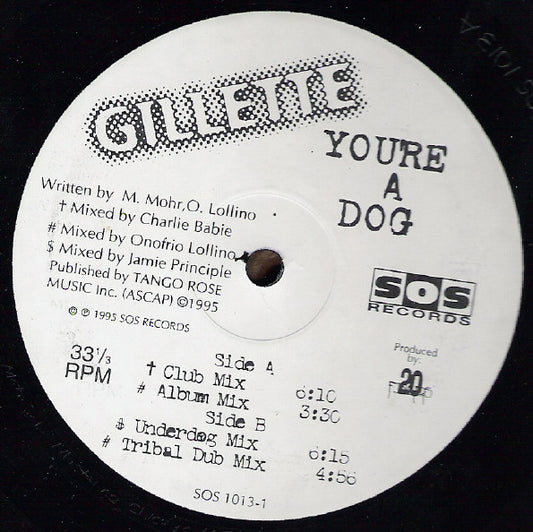 GILLETTE
YOU'RE
A
DOG
Written by M. Mohr,O. Lollino
† Mixed by Charlie Babie
# Mixed by Onofrio Lollino
$ Mixed by Jamie Principle
Published by TANGO ROSE
MUSIC Inc. (ASCAP) ©1995
© ℗ 1995 SOS RECORDS
SOS
RECORDS
Produced
by:
20
33 1/3
RPM
Side A
† Club Mix 6:10
# Album Mix 3:30
Side B
$ Underdog Mix 6:15
# Tribal Dub Mix 4:56
SOS 1013-1